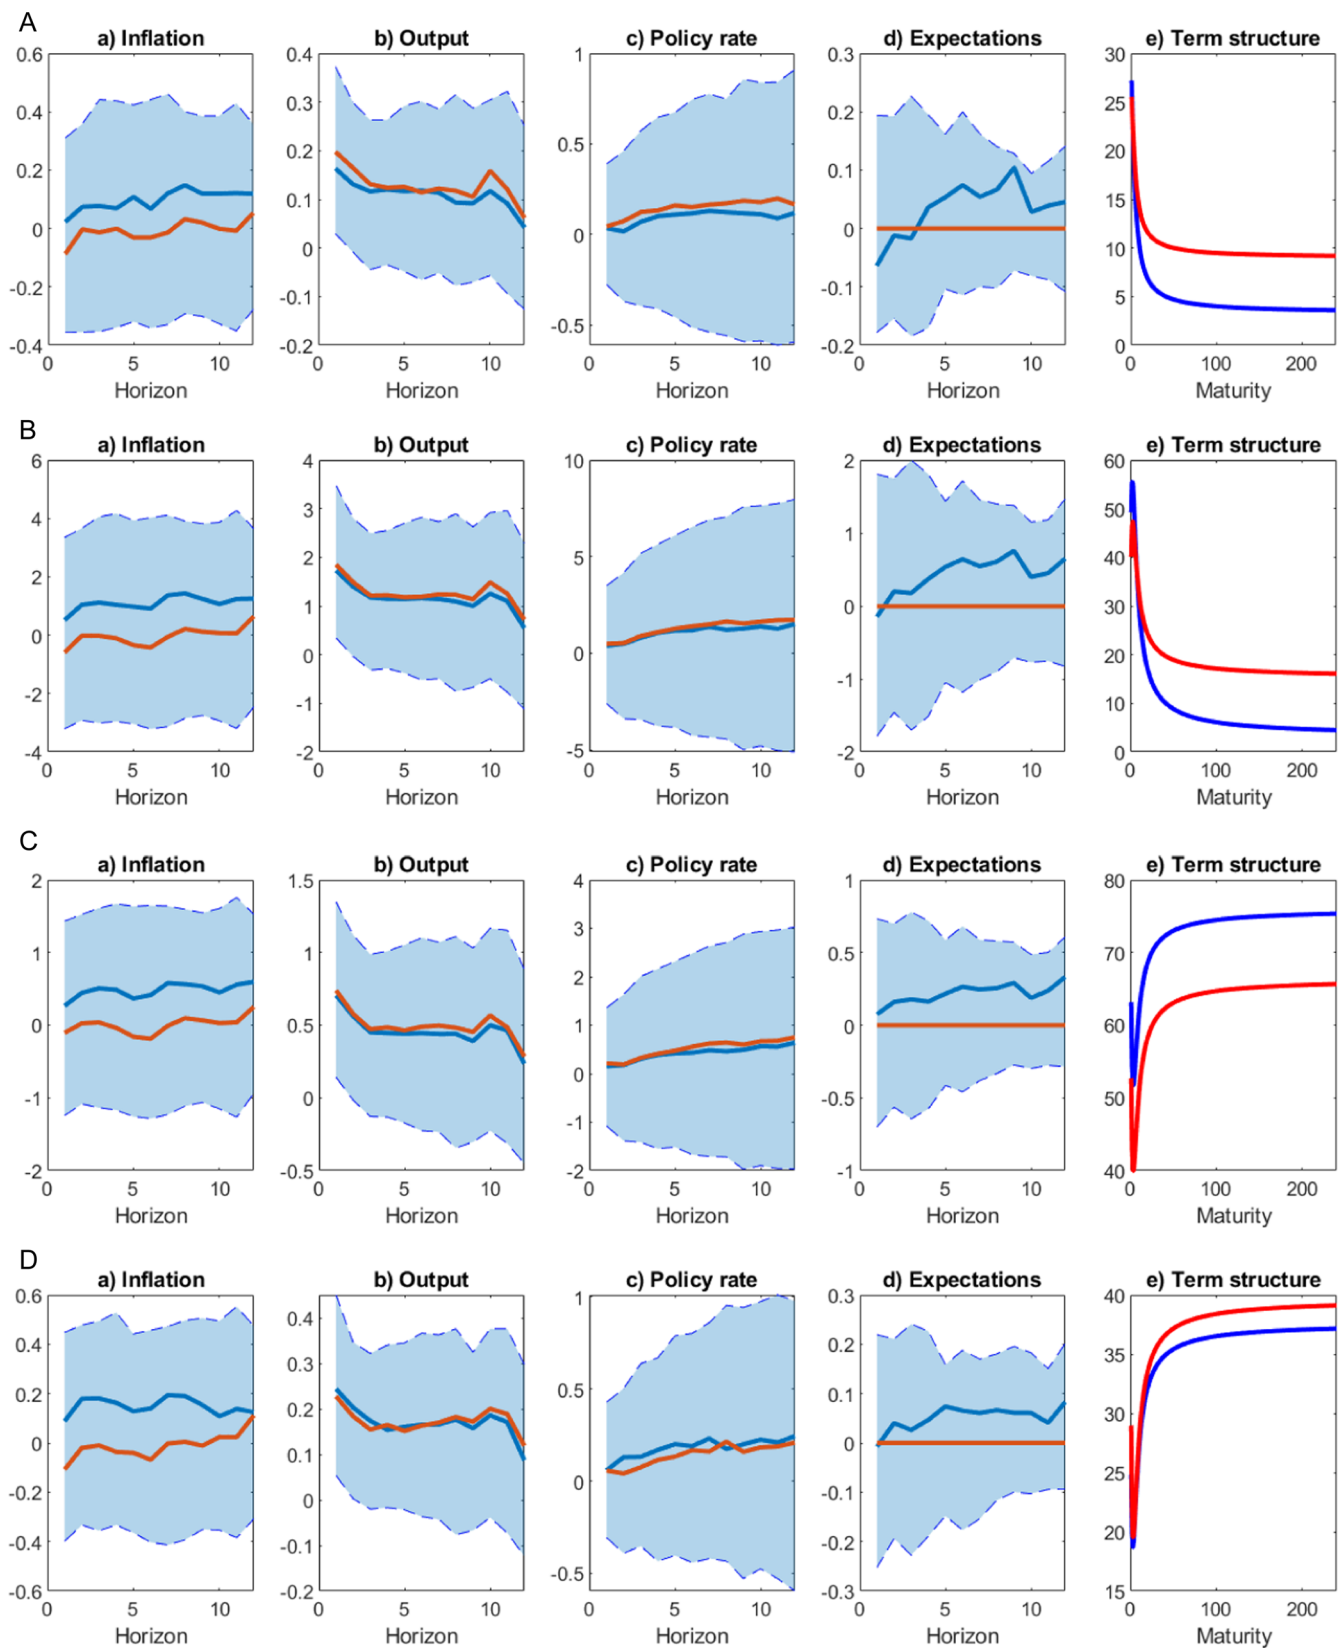 A
a) Inflation b) Output c) Policy rate d) Expectations e) Term structure
0.6 0.4 1 0.3 30
0.4 0.3 0.5 0.2 25
0.2 0.2 0 0.1 20
0 0.1 -0.5 0 15
-0.2 0 -0.1 10
-0.4 -0.1 -0.2 5
-0.2 0
0 5 10 0 5 10 0 5 10 0 5 10 0 100 200
Horizon Horizon Horizon Horizon Maturity
B
a) Inflation b) Output c) Policy rate d) Expectations e) Term structure
6 4 10 2 60
4 3 5 1 50
2 2 0 0 40
0 1 -5 -1 30
-2 0 -2 20
-4 -1 10
-2 0
0 5 10 0 5 10 0 5 10 0 5 10 0 100 200
Horizon Horizon Horizon Horizon Maturity
C
a) Inflation b) Output c) Policy rate d) Expectations e) Term structure
2 1.5 4 1 80
1 1 3 0.5 70
0 0.5 2 0 60
-1 0 1 -0.5 50
-2 -0.5 0 -1 40
-1
-2
0 5 10 0 5 10 0 5 10 0 5 10 0 100 200
Horizon Horizon Horizon Horizon Maturity
D
a) Inflation b) Output c) Policy rate d) Expectations e) Term structure
0.6 0.4 1 0.3 40
0.4 0.3 0.5 0.2 35
0.2 0.2 0 0.1 30
0 0.1 -0.5 0 25
-0.2 0 -0.1 20
-0.4 -0.1 -0.2 15
-0.6 -0.2 -0.3
0 5 10 0 5 10 0 5 10 0 5 10 0 100 200
Horizon Horizon Horizon Horizon Maturity